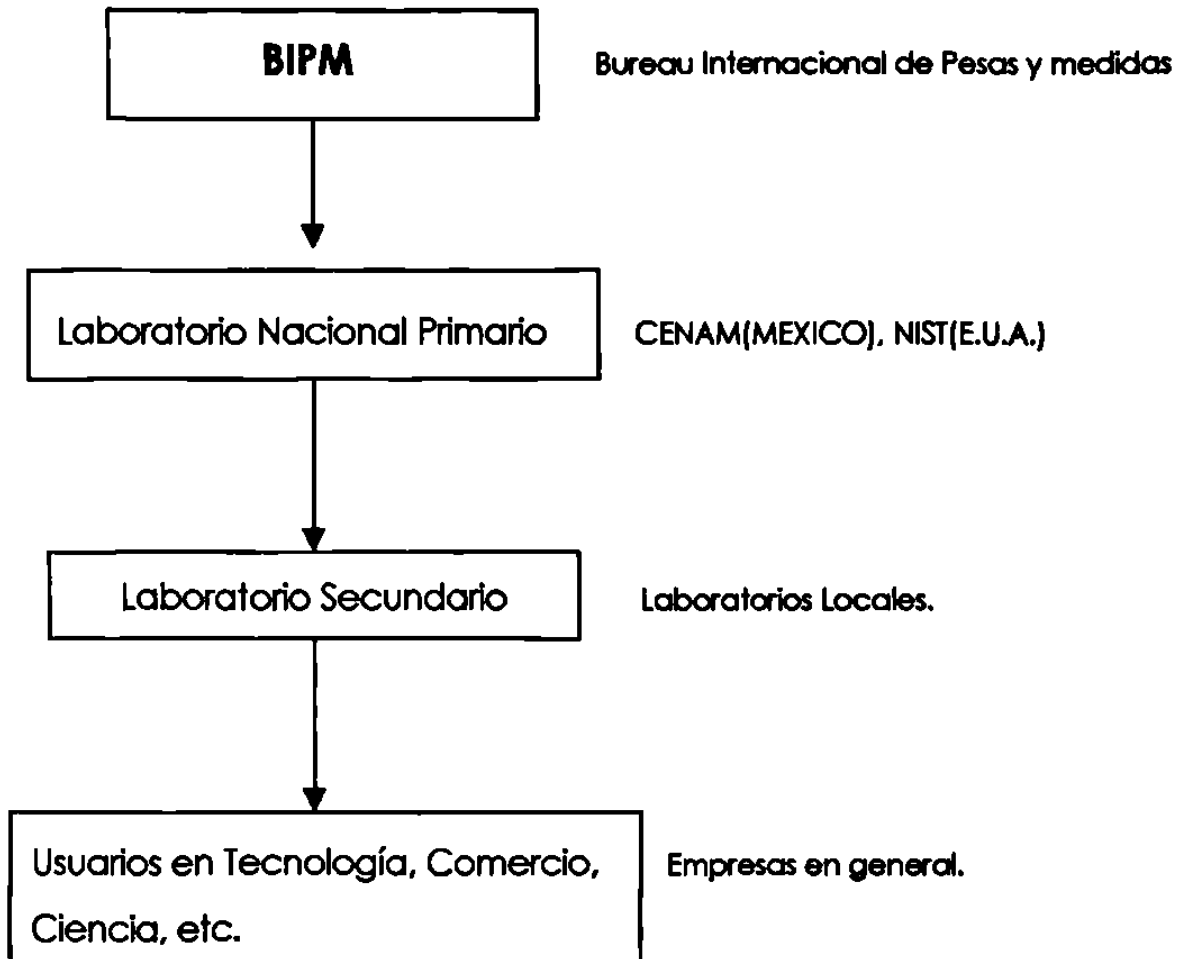 BIPM
Bureau Internacional de Pesas y medidas
Laboratorio Nacional Primario
CENAM(MEXICO), NIST(E.U.A.)
Laboratorio Secundario
Laboratorios Locales.
Usuarios en Tecnología, Comercio,
Ciencia, etc.
Empresas en general.